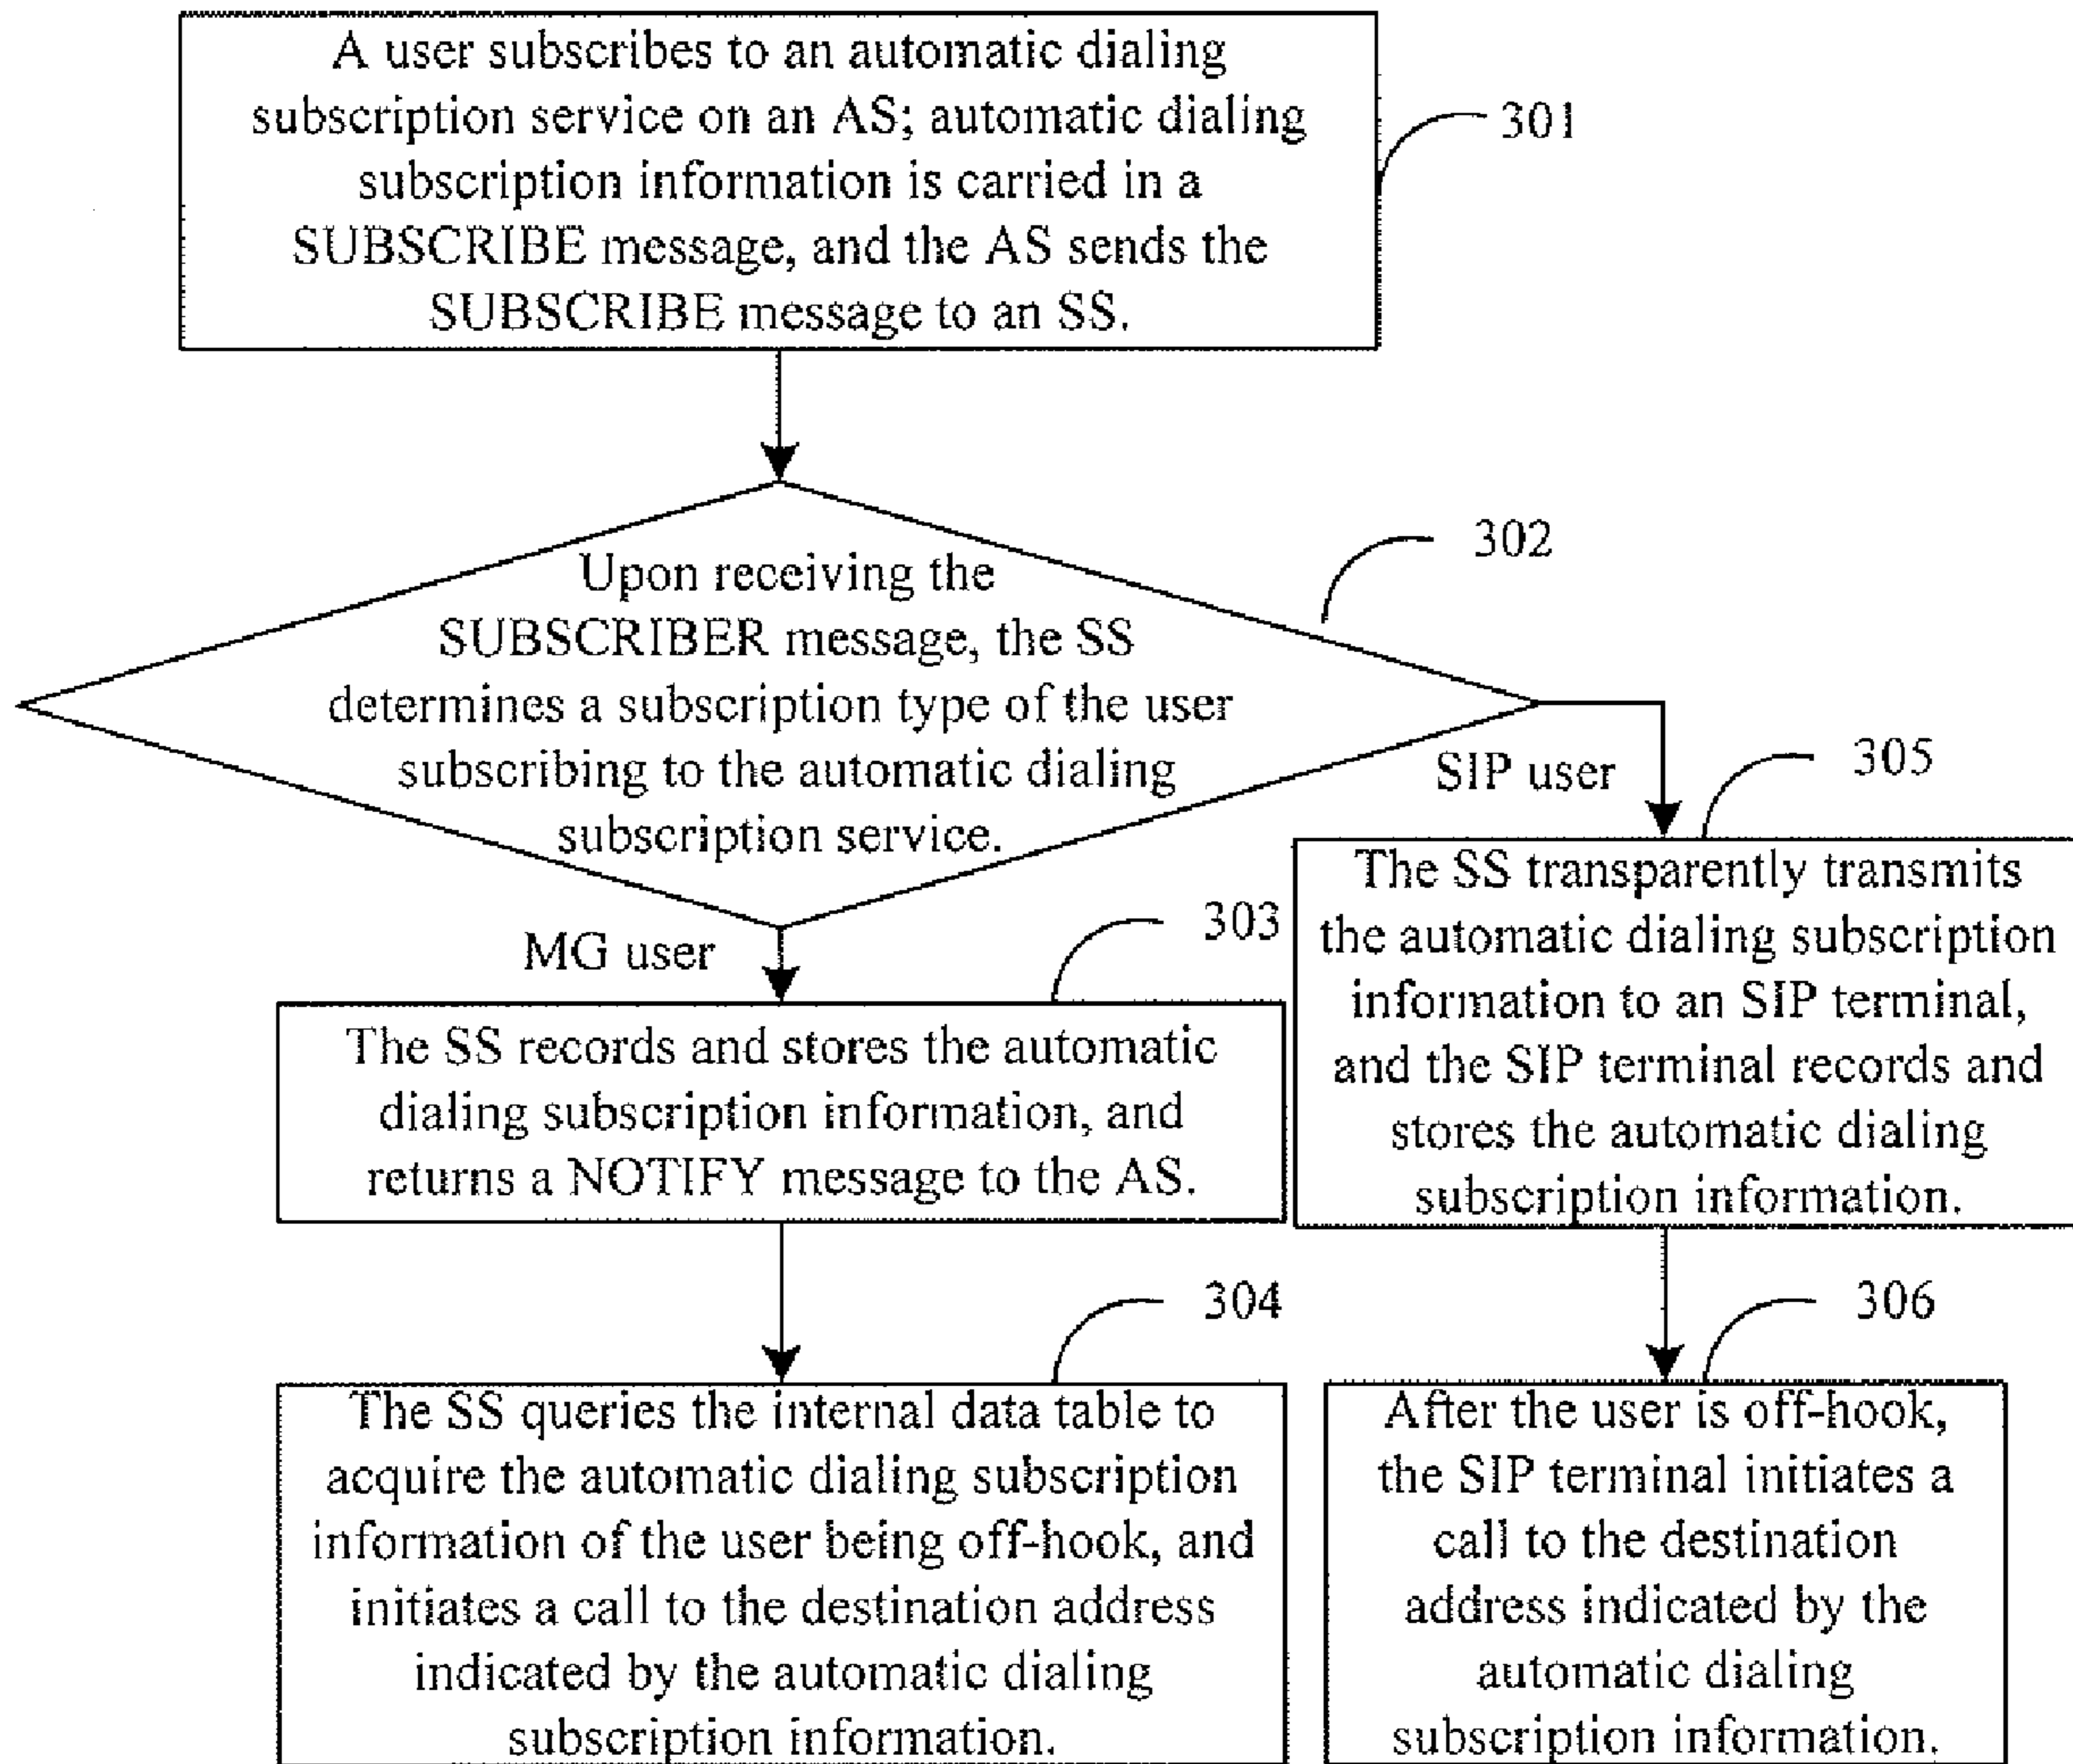 A user subscribes to an automatic dialing
subscription service on an AS; automatic dialing
subscription information is carried in a
SUBSCRIBE message, and the AS sends the
SUBSCRIBE message to an SS.
301
302
Upon receiving the
SUBSCRIBER message, the SS
determines a subscription type of the user
subscribing to the automatic dialing
subscription service.
MG user
303
The SS records and stores the automatic
dialing subscription information, and
returns a NOTIFY message to the AS.
304
The SS queries the internal data table to
acquire the automatic dialing subscription
information of the user being off-hook, and
initiates a call to the destination address
indicated by the automatic dialing
subscription information.
SIP user
305
The SS transparently transmits
the automatic dialing subscription
information to an SIP terminal,
and the SIP terminal records and
stores the automatic dialing
subscription information.
306
After the user is off-hook,
the SIP terminal initiates a
call to the destination
address indicated by the
automatic dialing
subscription information.